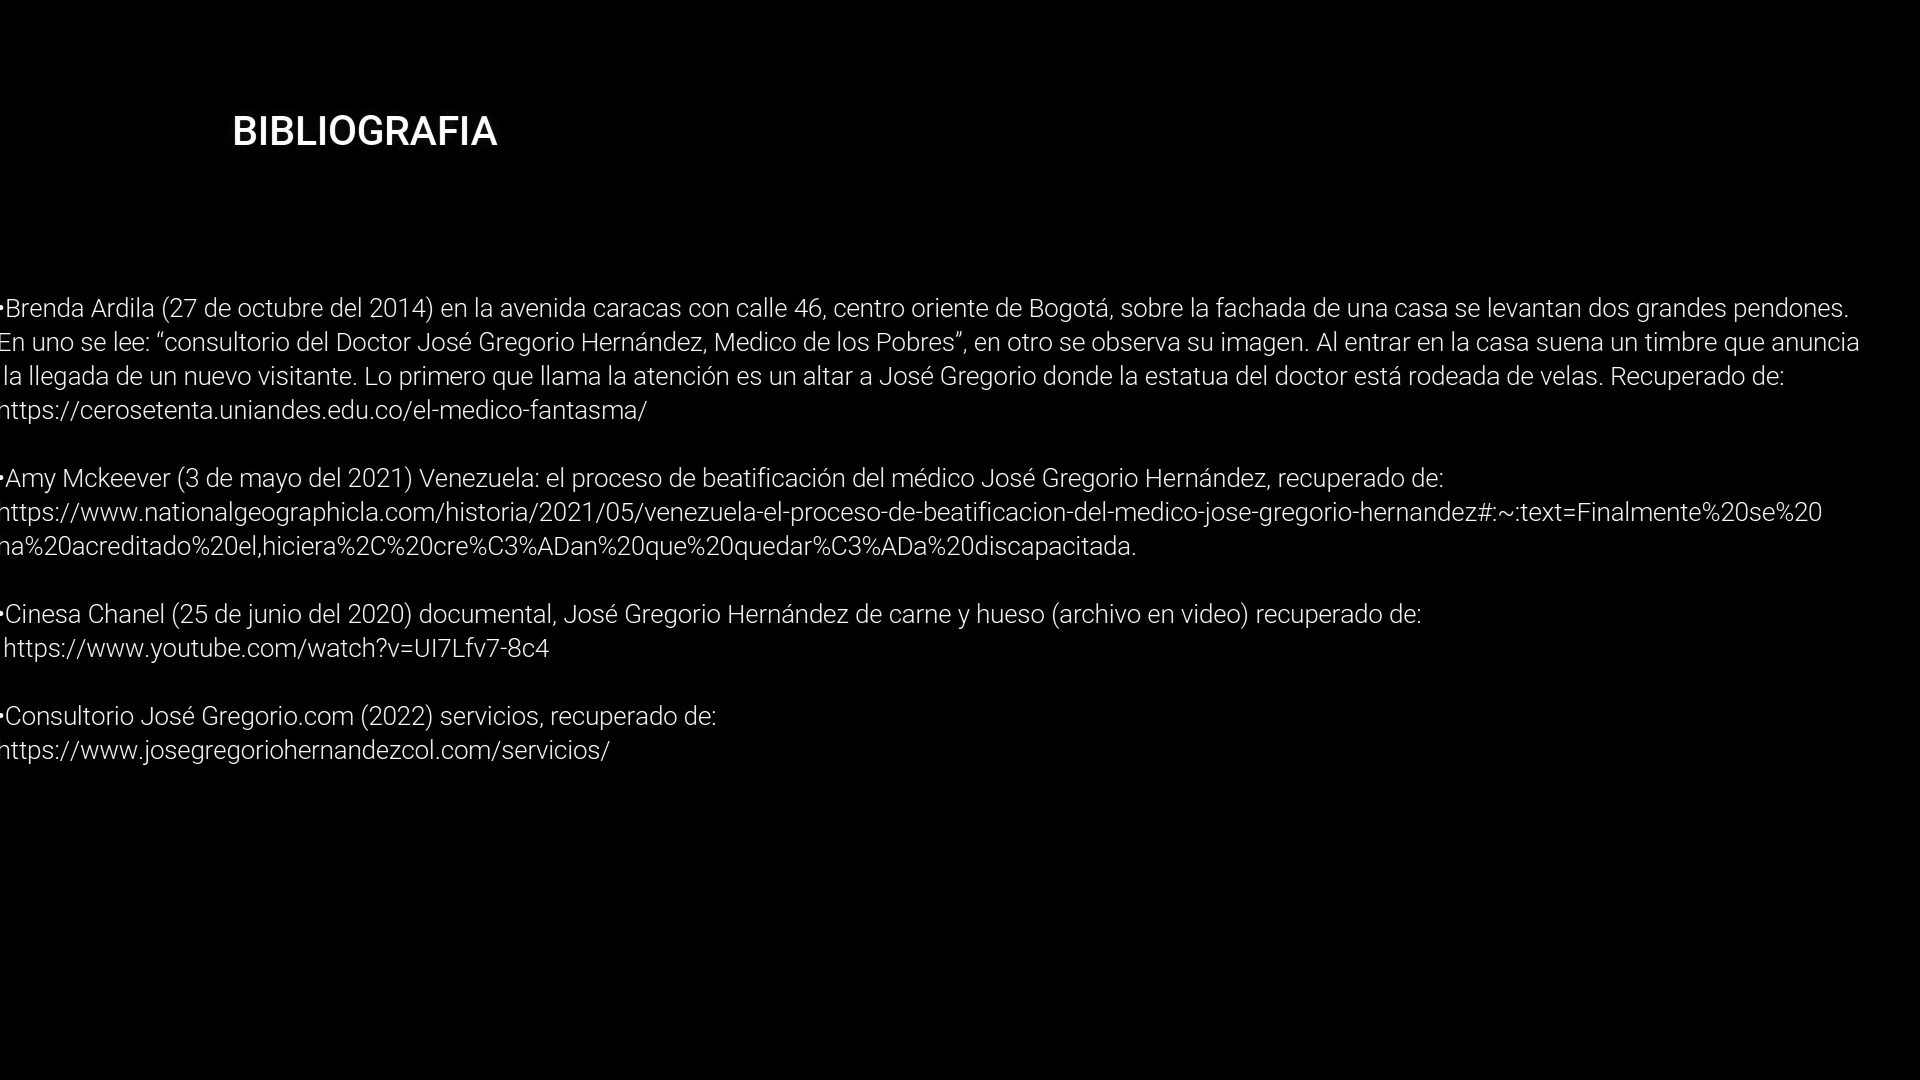 BIBLIOGRAFIA
•Brenda Ardila (27 de octubre del 2014) en la avenida caracas con calle 46, centro oriente de Bogotá, sobre la fachada de una casa se levantan dos grandes pendones.
En uno se lee: “consultorio del Doctor José Gregorio Hernández, Medico de los Pobres”, en otro se observa su imagen. Al entrar en la casa suena un timbre que anuncia
la llegada de un nuevo visitante. Lo primero que llama la atención es un altar a José Gregorio donde la estatua del doctor está rodeada de velas. Recuperado de:
https://cerosetenta.uniandes.edu.co/el-medico-fantasma/
•Amy Mckeever (3 de mayo del 2021) Venezuela: el proceso de beatificación del médico José Gregorio Hernández, recuperado de:
https://www.nationalgeographicla.com/historia/2021/05/venezuela-el-proceso-de-beatificacion-del-medico-jose-gregorio-hernandez#:~:text=Finalmente%20se%20
ha%20acreditado%20el,hiciera%2C%20cre%C3%ADan%20que%20quedar%C3%ADa%20discapacitada.
•Cinesa Chanel (25 de junio del 2020) documental, José Gregorio Hernández de carne y hueso (archivo en video) recuperado de:
https://www.youtube.com/watch?v=UI7Lfv7-8c4
•Consultorio José Gregorio.com (2022) servicios, recuperado de:
https://www.josegregoriohernandezcol.com/servicios/